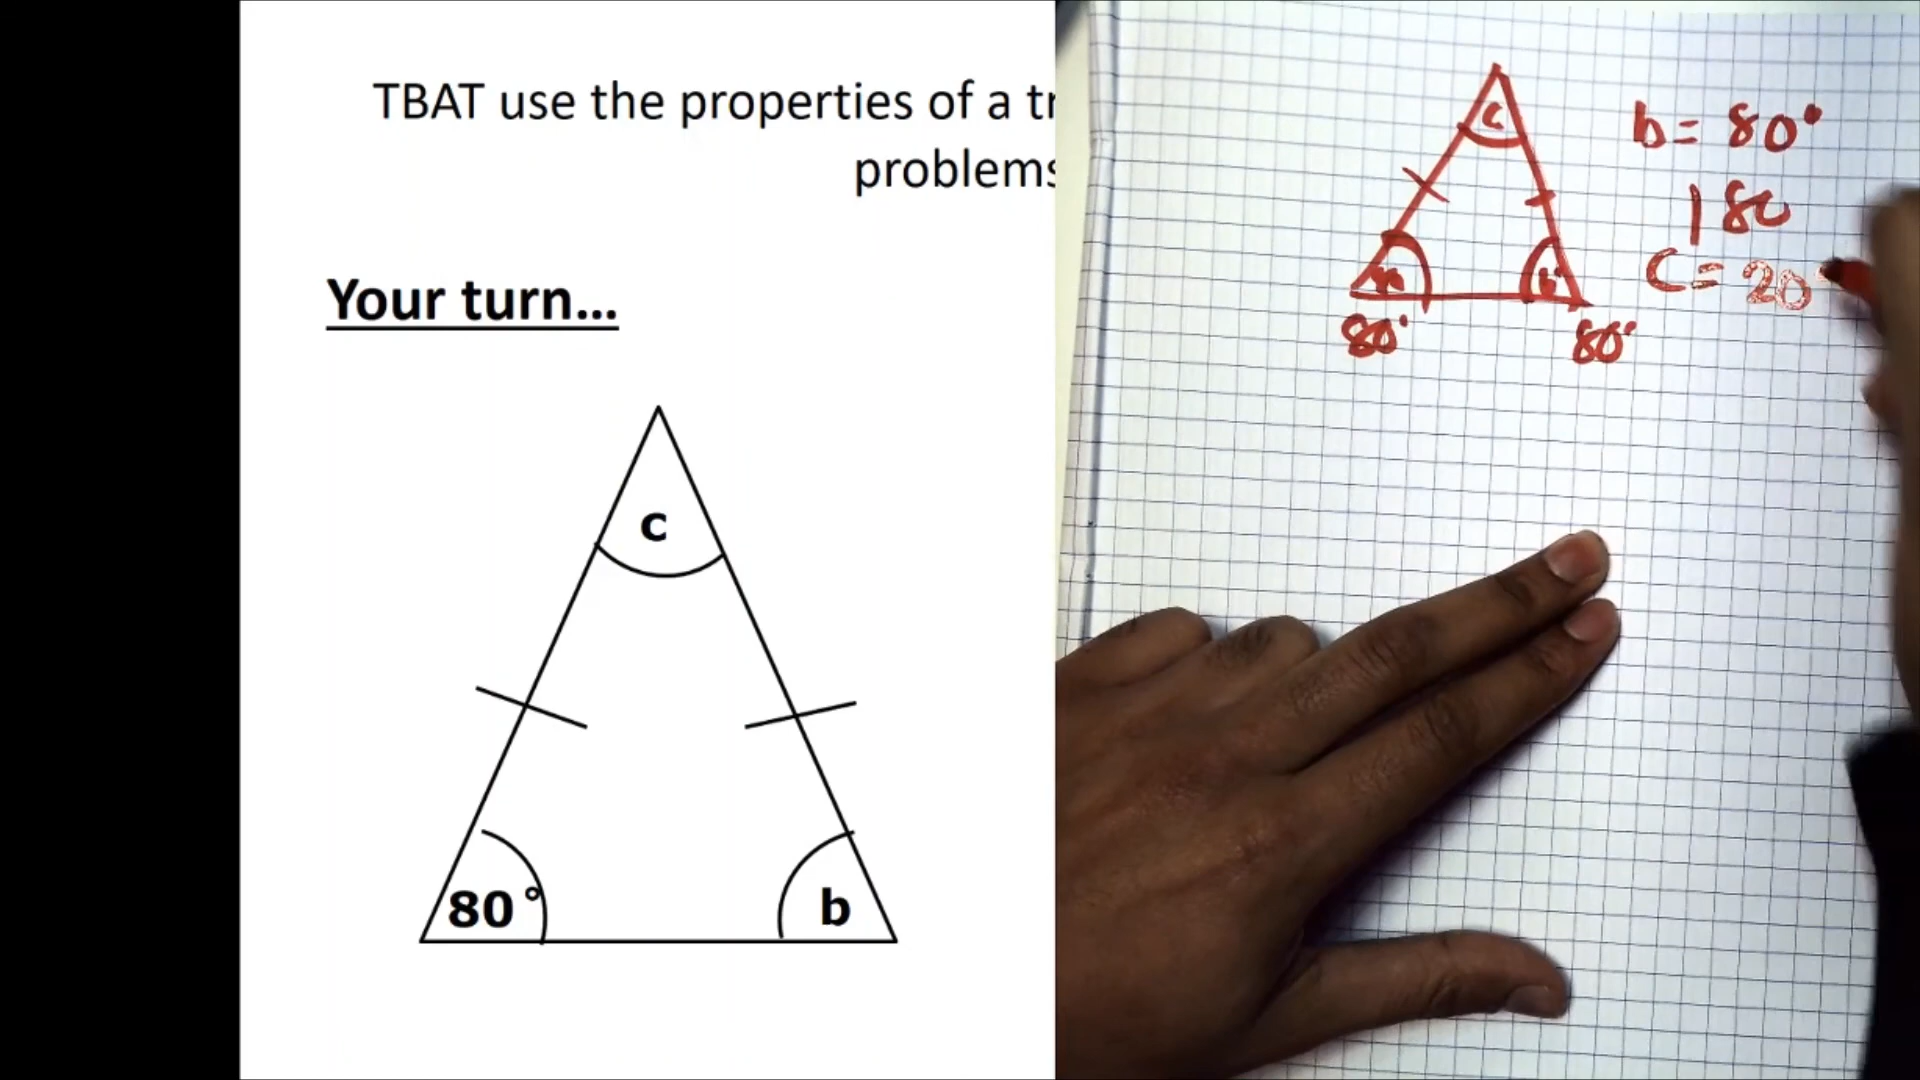 TBAT use the properties of a tr
problems
Your turn...
c
80°
b
c
80°
b
80°
b = 80°
180
c = 20°